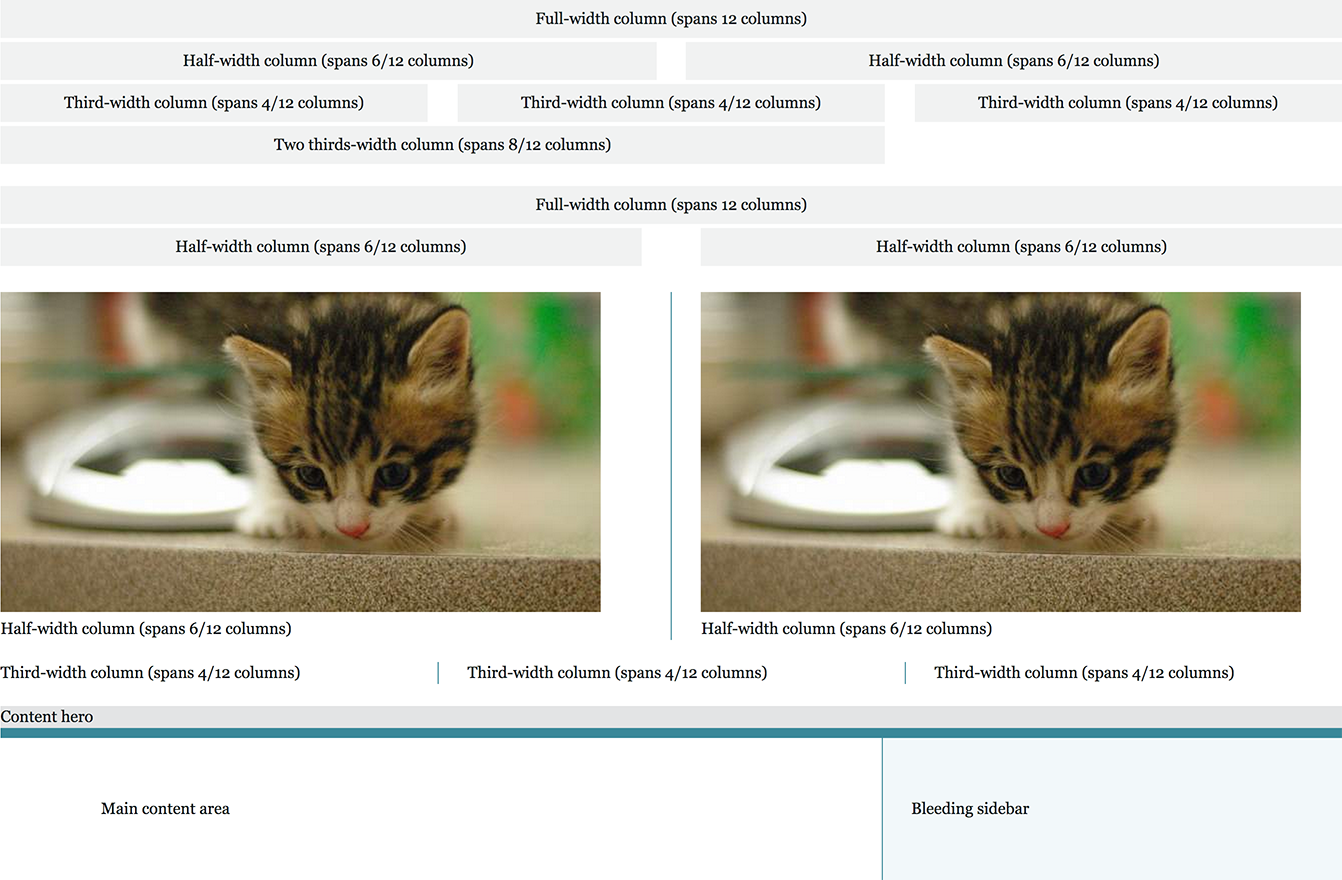 Full-width column (spans 12 columns)
Half-width column (spans 6/12 columns)
Half-width column (spans 6/12 columns)
Third-width column (spans 4/12 columns)
Third-width column (spans 4/12 columns)
Third-width column (spans 4/12 columns)
Two thirds-width column (spans 8/12 columns)
Full-width column (spans 12 columns)
Half-width column (spans 6/12 columns)
Half-width column (spans 6/12 columns)
Half-width column (spans 6/12 columns)
Half-width column (spans 6/12 columns)
Third-width column (spans 4/12 columns)
Third-width column (spans 4/12 columns)
Third-width column (spans 4/12 columns)
Content hero
Main content area
Bleeding sidebar